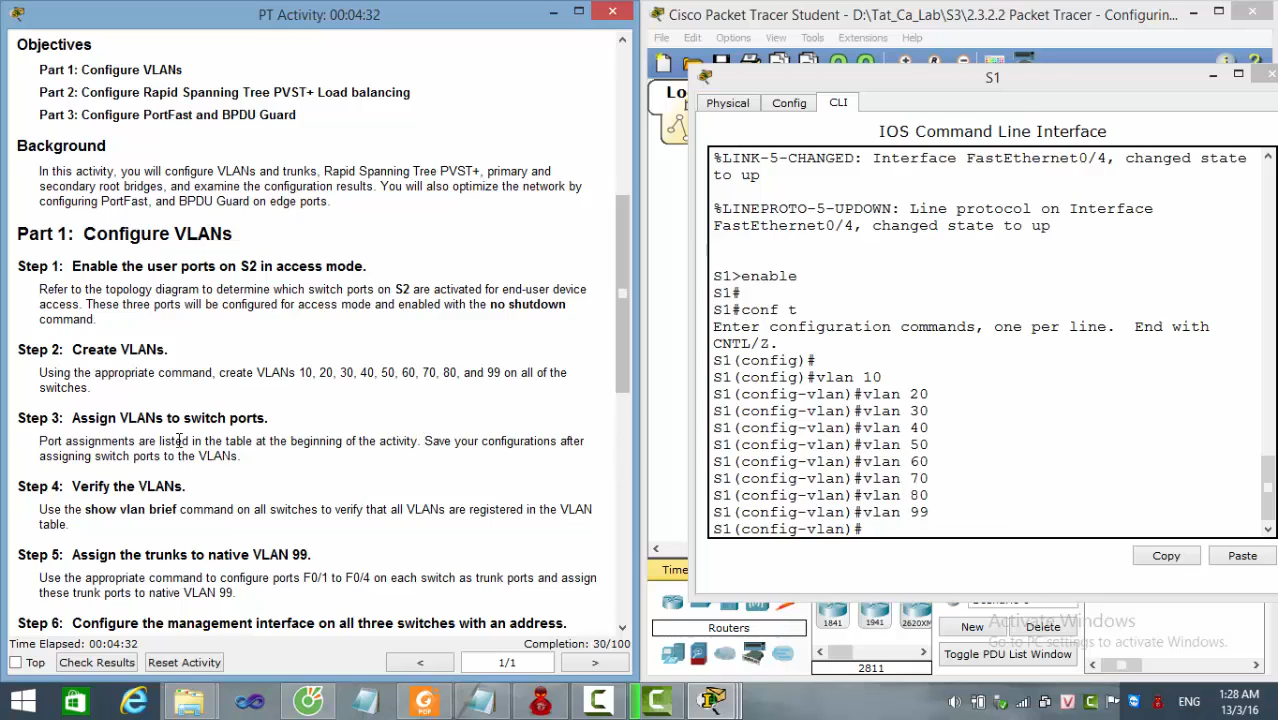 PT Activity: 00:04:32
Objectives
Part 1: Configure VLANs
Part 2: Configure Rapid Spanning Tree PVST+ Load balancing
Part 3: Configure PortFast and BPDU Guard
Background
In this activity, you will configure VLANs and trunks, Rapid Spanning Tree PVST+, primary and
secondary root bridges, and examine the configuration results. You will also optimize the network by
configuring PortFast, and BPDU Guard on edge ports.
Part 1: Configure VLANs
Step 1: Enable the user ports on S2 in access mode.
Refer to the topology diagram to determine which switch ports on S2 are activated for end-user device
access. These three ports will be configured for access mode and enabled with the no shutdown
command.
Step 2: Create VLANs.
Using the appropriate command, create VLANs 10, 20, 30, 40, 50, 60, 70, 80, and 99 on all of the
switches.
Step 3: Assign VLANs to switch ports.
Port assignments are listed in the table at the beginning of the activity. Save your configurations after
assigning switch ports to the VLANs.
Step 4: Verify the VLANs.
Use the show vlan brief command on all switches to verify that all VLANs are registered in the VLAN
table.
Step 5: Assign the trunks to native VLAN 99.
Use the appropriate command to configure ports F0/1 to F0/4 on each switch as trunk ports and assign
these trunk ports to native VLAN 99.
Step 6: Configure the management interface on all three switches with an address.
Time Elapsed: 00:04:32 Completion: 30/100
Top Check Results Reset Activity < 1/1 >
Cisco Packet Tracer Student - D:\Tat_Ca_Lab\S3\2.3.2.2 Packet Tracer - Configurin...
File Edit Options View Tools Extensions Help
Lo
S1
Physical Config CLI
IOS Command Line Interface
%LINK-5-CHANGED: Interface FastEthernet0/4, changed state
to up
%LINEPROTO-5-UPDOWN: Line protocol on Interface
FastEthernet0/4, changed state to up
S1>enable
S1#
S1#conf t
Enter configuration commands, one per line. End with
CNTL/Z.
S1(config)#
S1(config)#vlan 10
S1(config-vlan)#vlan 20
S1(config-vlan)#vlan 30
S1(config-vlan)#vlan 40
S1(config-vlan)#vlan 50
S1(config-vlan)#vlan 60
S1(config-vlan)#vlan 70
S1(config-vlan)#vlan 80
S1(config-vlan)#vlan 99
S1(config-vlan)#
Copy Paste
Time
Routers
1841 1941 2620XM
2811
New Delete
Toggle PDU List Window
Activate Windows
Go to PC settings to activate Windows.
ENG
1:28 AM
13/3/16